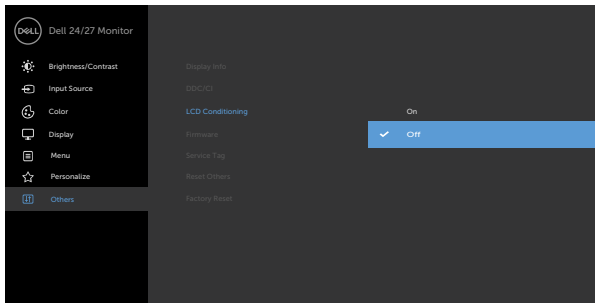 DELL
Dell 24/27 Monitor
Brightness/Contrast
Input Source
Color
Display
Menu
Personalize
Others
Display Info
DDC/CI
LCD Conditioning
Firmware
Service Tag
Reset Others
Factory Reset
On
Off